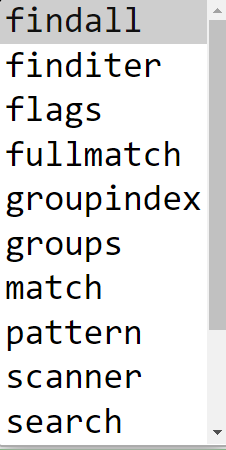 findall
finditer
flags
fullmatch
groupindex
groups
match
pattern
scanner
search